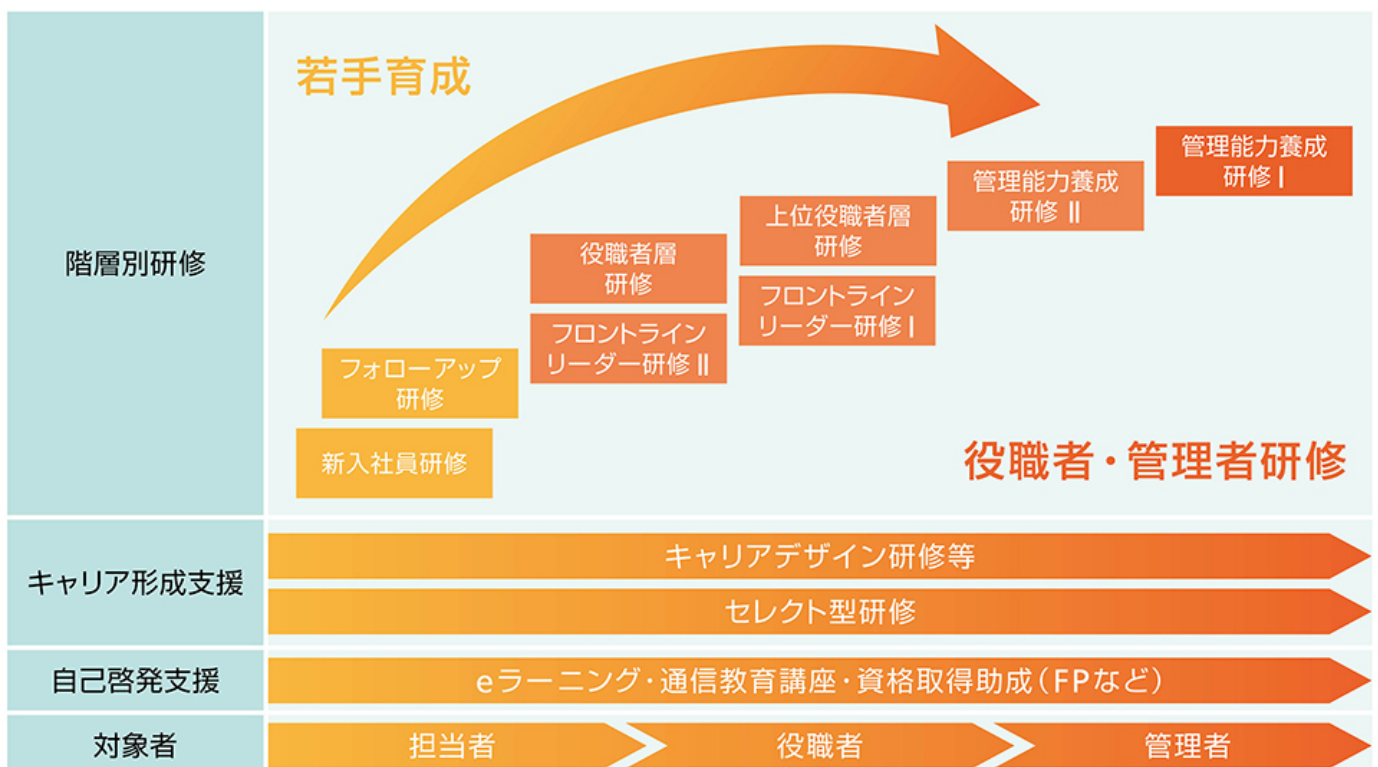 階層別研修
若手育成
管理能力養成
研修Ⅰ
管理能力養成
研修Ⅱ
上位役職者層
研修
フロントライン
リーダー研修Ⅰ
役職者層
研修
フロントライン
リーダー研修Ⅱ
フォローアップ
研修
新入社員研修
役職者・管理者研修
キャリア形成支援
キャリアデザイン研修等
セレクト型研修
自己啓発支援
eラーニング・通信教育講座・資格取得助成（FPなど）
対象者
担当者
役職者
管理者